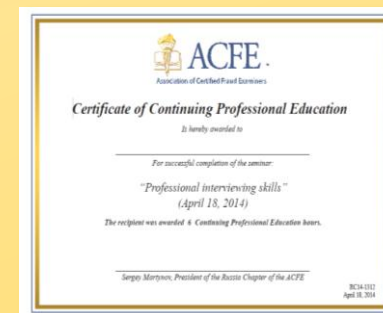 ACFE.
Association of Certified Fraud Examiners
Certificate of Continuing Professional Education
Is hereby awarded to
For successful completion of the seminar:
"Professional interviewing skills"
(April 18, 2014)
The recipient was awarded 6 Continuing Professional Education hours.
Sergey Martynov, President of the Russia Chapter of the ACFE
RC14-1312
April 18, 2014